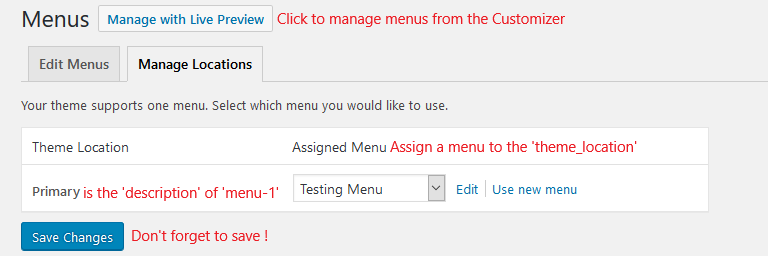 Menus Manage with Live Preview Click to manage menus from the Customizer
Edit Menus Manage Locations
Your theme supports one menu. Select which menu you would like to use.
Theme Location Assigned Menu Assign a menu to the 'theme_location'
Primary is the 'description' of 'menu-1' Testing Menu Edit Use new menu
Save Changes Don't forget to save !